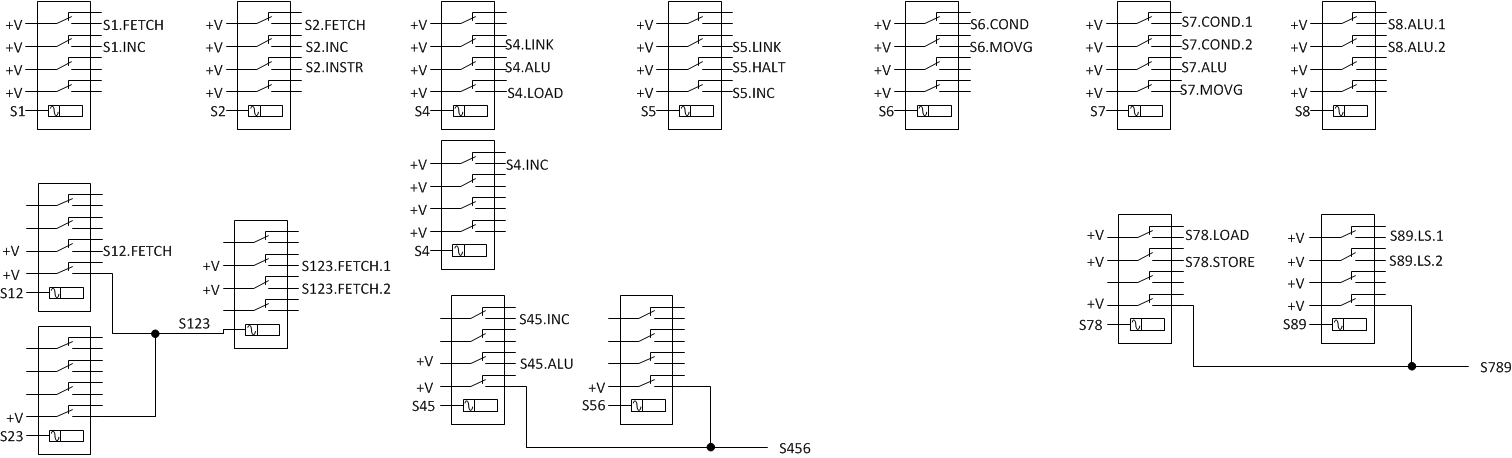 +V S1.FETCH
+V S1.INC
+V
+V
S1
+V S2.FETCH
+V S2.INC
+V S2.INSTR
+V
S2
+V
+V S4.LINK
+V S4.ALU
+V S4.LOAD
S4
+V
+V S5.LINK
+V S5.HALT
+V S5.INC
S5
+V S6.COND
+V S6.MOVG
+V
+V
S6
+V S7.COND.1
+V S7.COND.2
+V S7.ALU
+V S7.MOVG
S7
+V S8.ALU.1
+V S8.ALU.2
+V
+V
S8
+V S4.INC
+V
+V
+V
S4
+V S12.FETCH
+V
S12
+V
S23
S123
+V S123.FETCH.1
+V S123.FETCH.2
S45.INC
+V S45.ALU
+V
S45
+V
S56
S456
+V S78.LOAD
+V S78.STORE
+V
S78
+V S89.LS.1
+V S89.LS.2
+V
+V
S89
S789